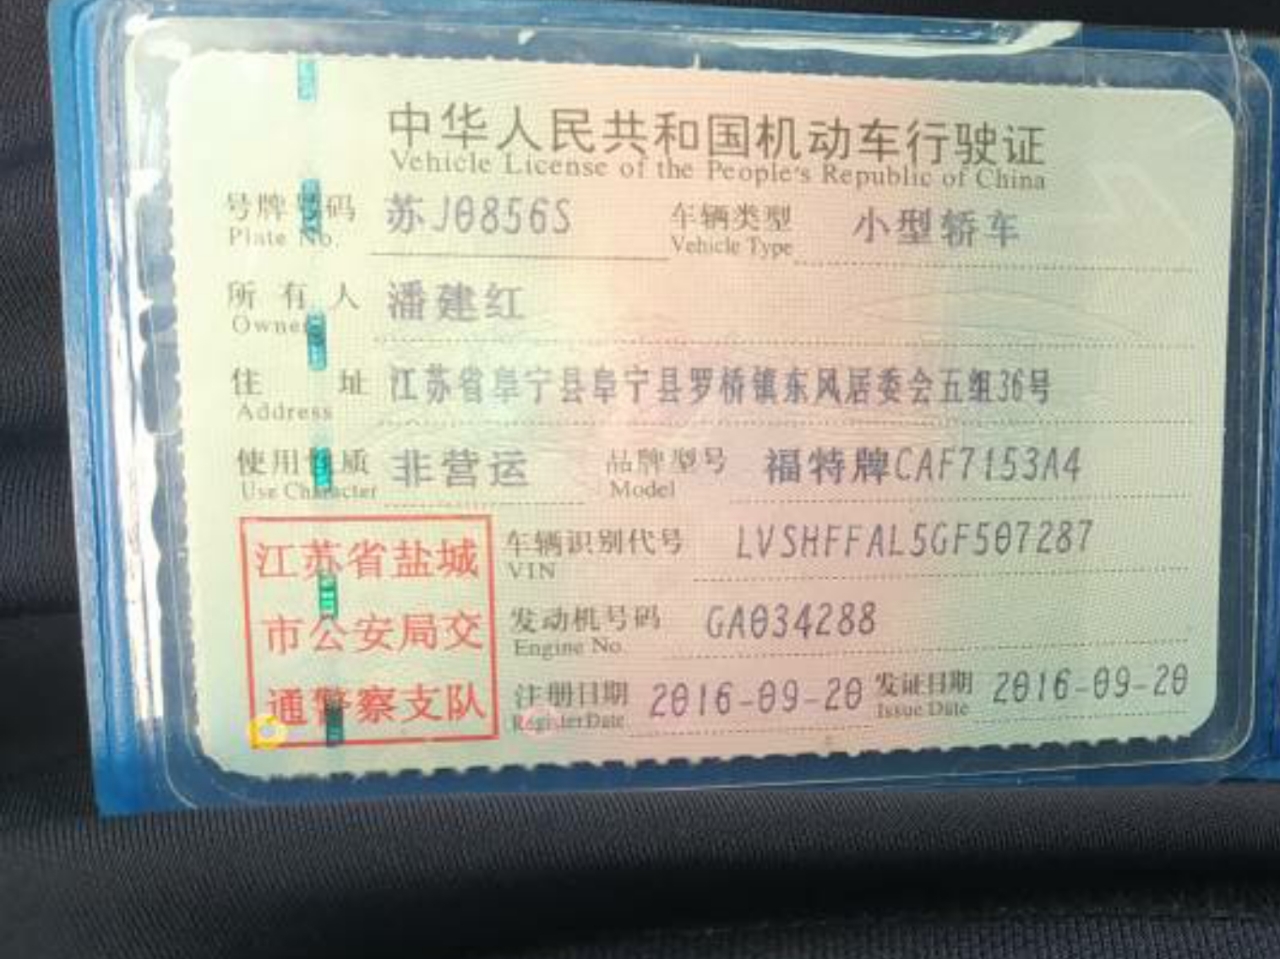 中华人民共和国机动车行驶证
Vehicle License of the People's Republic of China
号牌号码 苏J0856S 车辆类型 小型轿车
Plate No. Vehicle Type
所有人 潘建红
Owner
住址 江苏省阜宁县阜宁县罗桥镇东风居委会五组36号
Address
使用性质 非营运 品牌型号 福特牌CAF7153A4
Use Character Model
车辆识别代号 LVSHFFAL5GF507287
VIN
发动机号码 GA034288
Engine No.
注册日期 2016-09-20 发证日期 2016-09-20
Register Date Issue Date
江苏省盐城
市公安局交
通警察支队